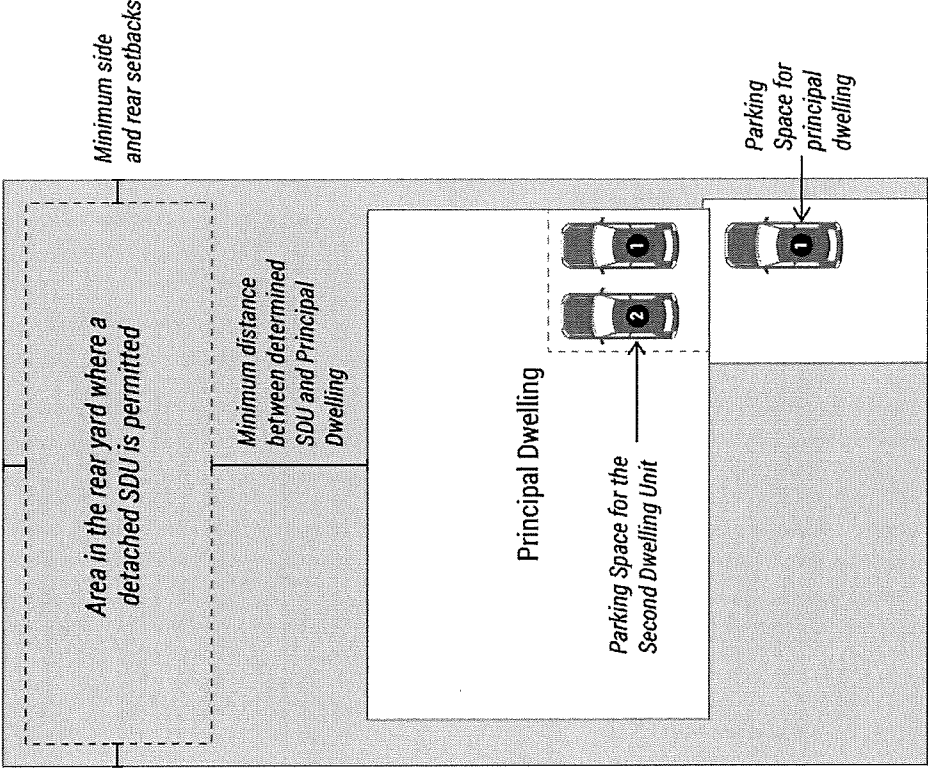 Minimum side
and rear setbacks
Area in the rear yard where a
detached SDU is permitted
Minimum distance
between determined
SDU and Principal
Dwelling
Principal Dwelling
Parking Space for the
Second Dwelling Unit
1
2
1
Parking
Space for
principal
dwelling